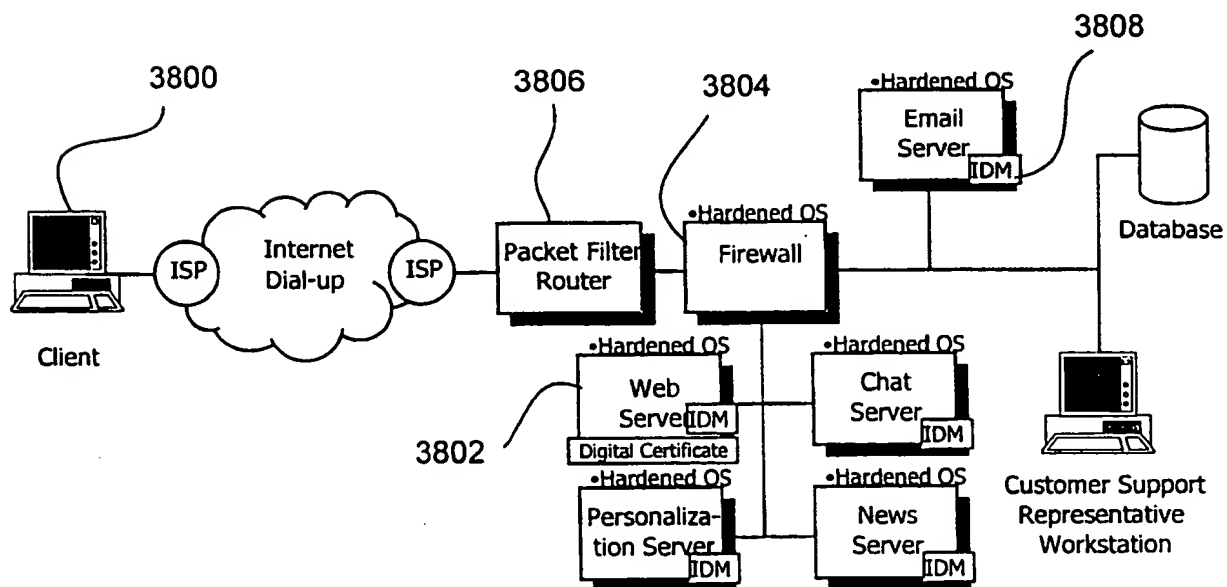 3800
3806
3804
3808
•Hardened OS
Email
Server
IDM
Database
•Hardened OS
Firewall
Packet Filter
Router
ISP
Internet
Dial-up
ISP
Client
•Hardened OS
Web
Server
IDM
Digital Certificate
3802
•Hardened OS
Chat
Server
IDM
•Hardened OS
Personaliza-
tion Server
IDM
•Hardened OS
News
Server
IDM
Customer Support
Representative
Workstation